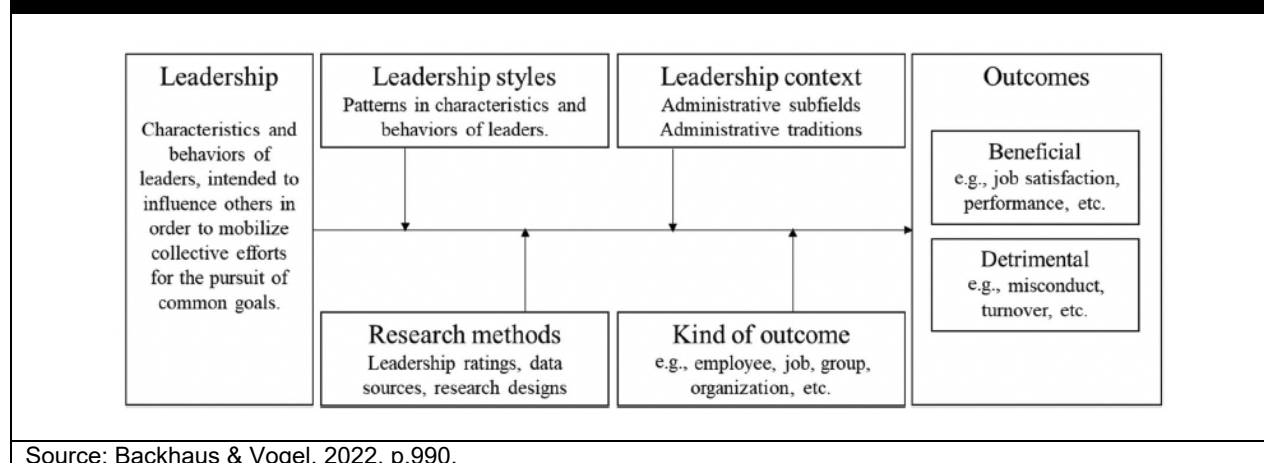 Leadership
Characteristics and
behaviors of
leaders, intended to
influence others in
order to mobilize
collective efforts
for the pursuit of
common goals.
Leadership styles
Patterns in characteristics and
behaviors of leaders.
Leadership context
Administrative subfields
Administrative traditions
Research methods
Leadership ratings, data
sources, research designs
Kind of outcome
e.g., employee, job, group,
organization, etc.
Outcomes
Beneficial
e.g., job satisfaction,
performance, etc.
Detrimental
e.g., misconduct,
turnover, etc.
Source: Backhaus & Vogel, 2022, p.990.